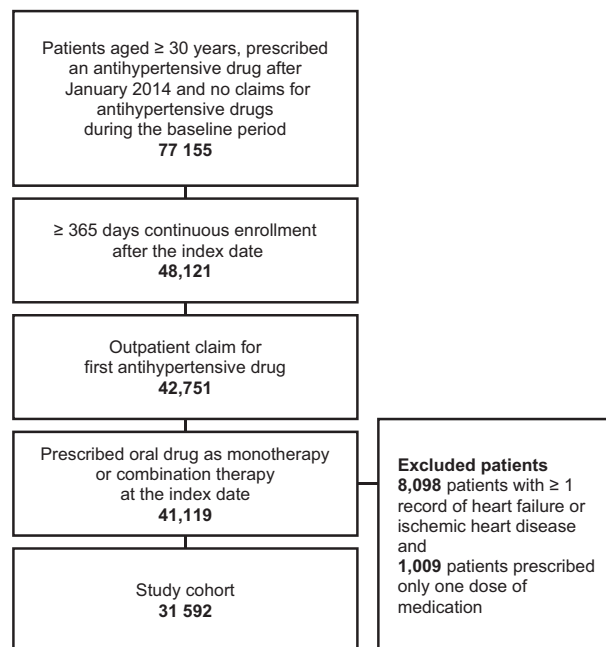 Patients aged ≥ 30 years, prescribed
an antihypertensive drug after
January 2014 and no claims for
antihypertensive drugs
during the baseline period
77 155
≥ 365 days continuous enrollment
after the index date
48,121
Outpatient claim for
first antihypertensive drug
42,751
Prescribed oral drug as monotherapy
or combination therapy
at the index date
41,119
Excluded patients
8,098 patients with ≥ 1
record of heart failure or
ischemic heart disease
and
1,009 patients prescribed
only one dose of
medication
Study cohort
31 592